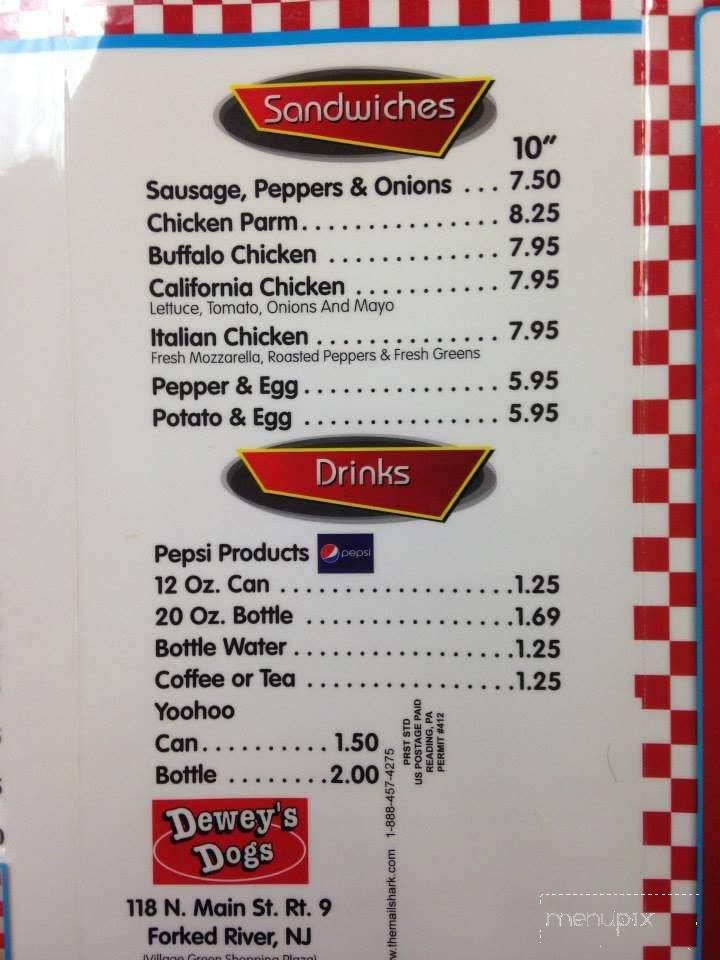 Sandwiches
10"
Sausage, Peppers & Onions ... 7.50
Chicken Parm............... 8.25
Buffalo Chicken ............. 7.95
California Chicken ........... 7.95
Lettuce, Tomato, Onions And Mayo
Italian Chicken .............. 7.95
Fresh Mozzarella, Roasted Peppers & Fresh Greens
Pepper & Egg............... 5.95
Potato & Egg ............... 5.95
Drinks
Pepsi Products pepsi
12 Oz. Can ..................1.25
20 Oz. Bottle ................1.69
Bottle Water.................1.25
Coffee or Tea ................1.25
Yoohoo
Can.......... 1.50
Bottle ........2.00
PRST STD
US POSTAGE PAID
READING, PA
PERMIT #412
w.themailshark.com 1-888-457-4275
Dewey's
Dogs
118 N. Main St. Rt. 9
Forked River, NJ
(Village Green Shopping Plaza)
menupix